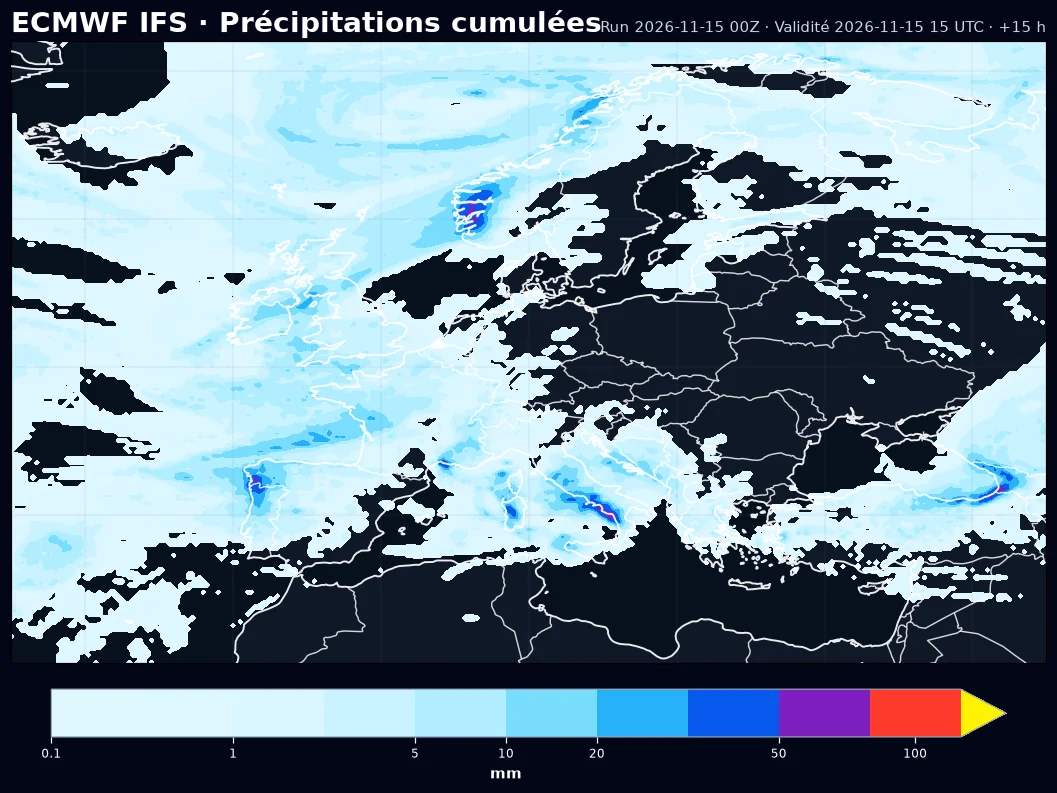 ECMWF IFS · Précipitations cumulées
Run 2026-11-15 00Z · Validité 2026-11-15 15 UTC · +15 h
0.1 1 5 10 20 50 100
mm